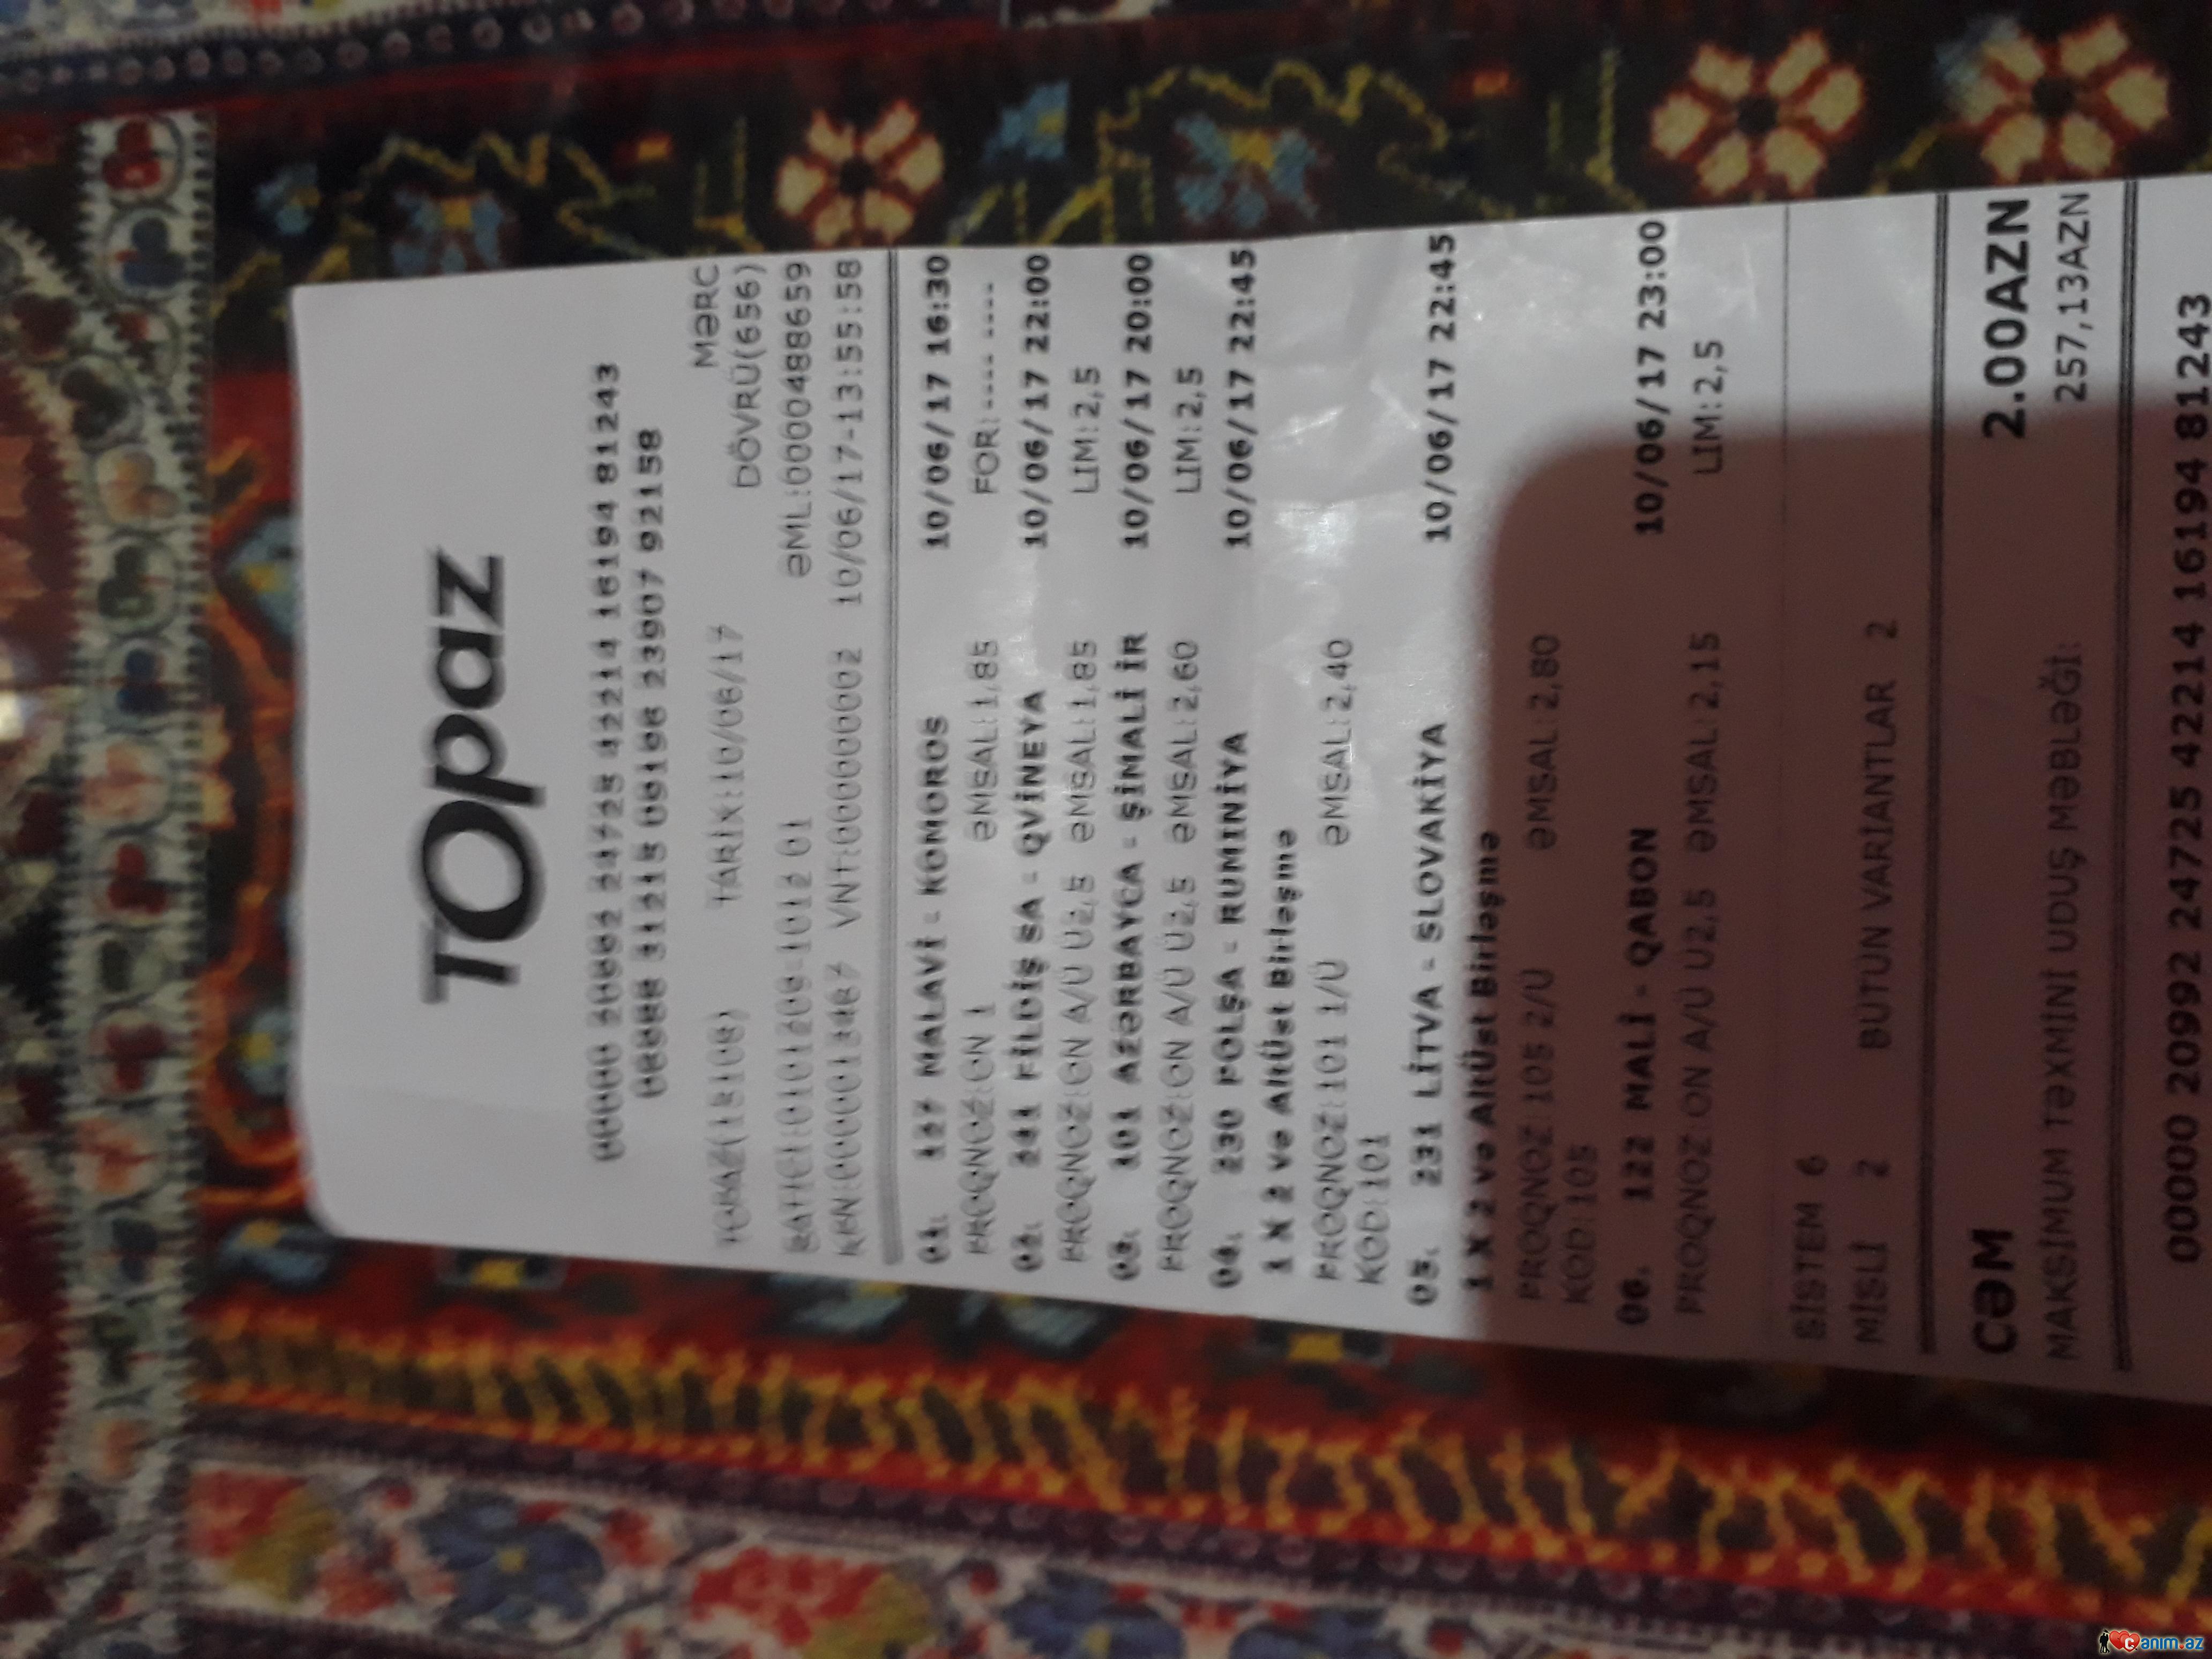 Topaz
00000 20992 24725 42214 16194 81243
23907 92158
TARİX:10/06/17 MƏRC
DÖVRÜ(656)
ƏML:0000488659
VNT:000000002 10/06/17-13:55:58
01. 137 MALAVİ - KOMOROS 10/06/17 16:30
PROQNOZ:ON 1 ƏMSAL:1,85 FOR:---- ----
02. 241 FİLDİŞ SA - QVİNEYA 10/06/17 22:00
PROQNOZ:ON A/Ü Ü2,5 ƏMSAL:1,85 LIM:2,5
03. 101 AZƏRBAYCA - ŞİMALİ İR 10/06/17 20:00
PROQNOZ:ON A/Ü Ü2,5 ƏMSAL:2,60 LIM:2,5
04. 230 POLŞA - RUMINİYA 10/06/17 22:45
1 X 2 və AltÜst Birləşmə
PROQNOZ:101 1/Ü ƏMSAL:2,40
KOD:101
05. 231 LİTVA - SLOVAKİYA 10/06/17 22:45
1 X 2 və AltÜst Birləşmə
PROQNOZ:105 2/Ü ƏMSAL:2,80
KOD:105
06. 122 MALİ - QABON 10/06/17 23:00
PROQNOZ:ON A/Ü Ü2,5 ƏMSAL:2,15 LIM:2,5
SİSTEM 6
MİSLİ 2 BÜTÜN VARİANTLAR 2
CƏM 2.00AZN
MAKSİMUM TƏXMİNİ UDUŞ MƏBLƏĞİ: 257,13AZN
00000 20992 24725 42214 16194 81243
canım.az